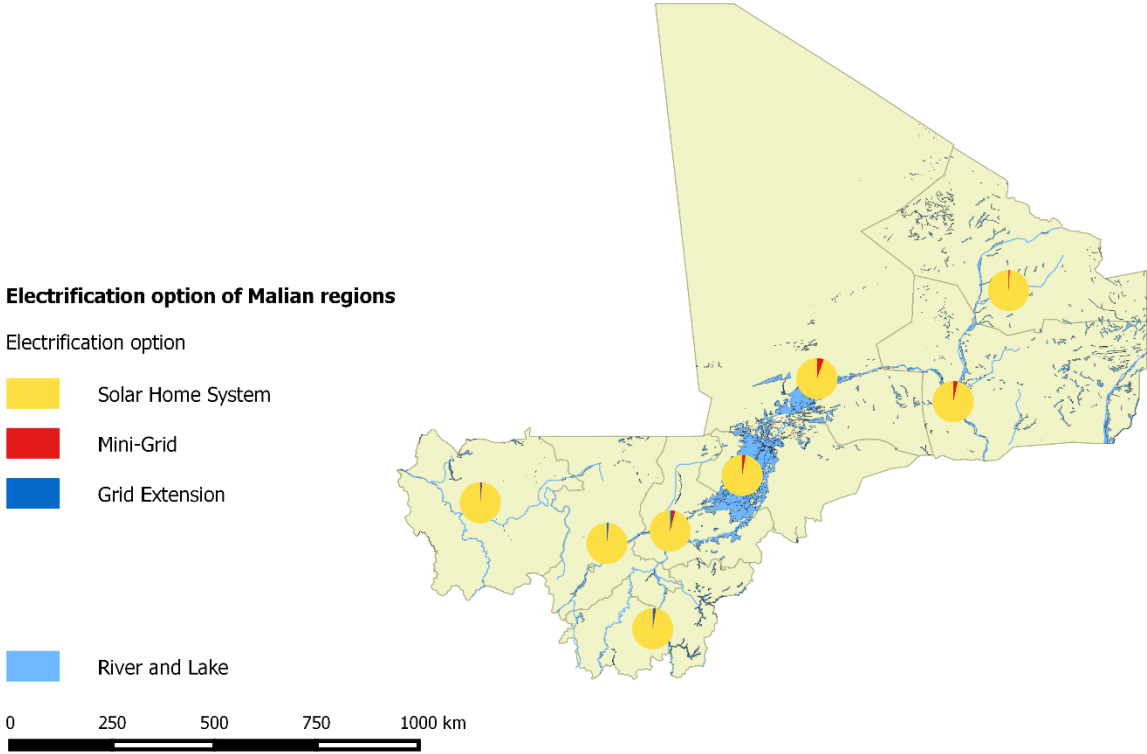 Electrification option of Malian regions
Electrification option
Solar Home System
Mini-Grid
Grid Extension
River and Lake
0 250 500 750 1000 km